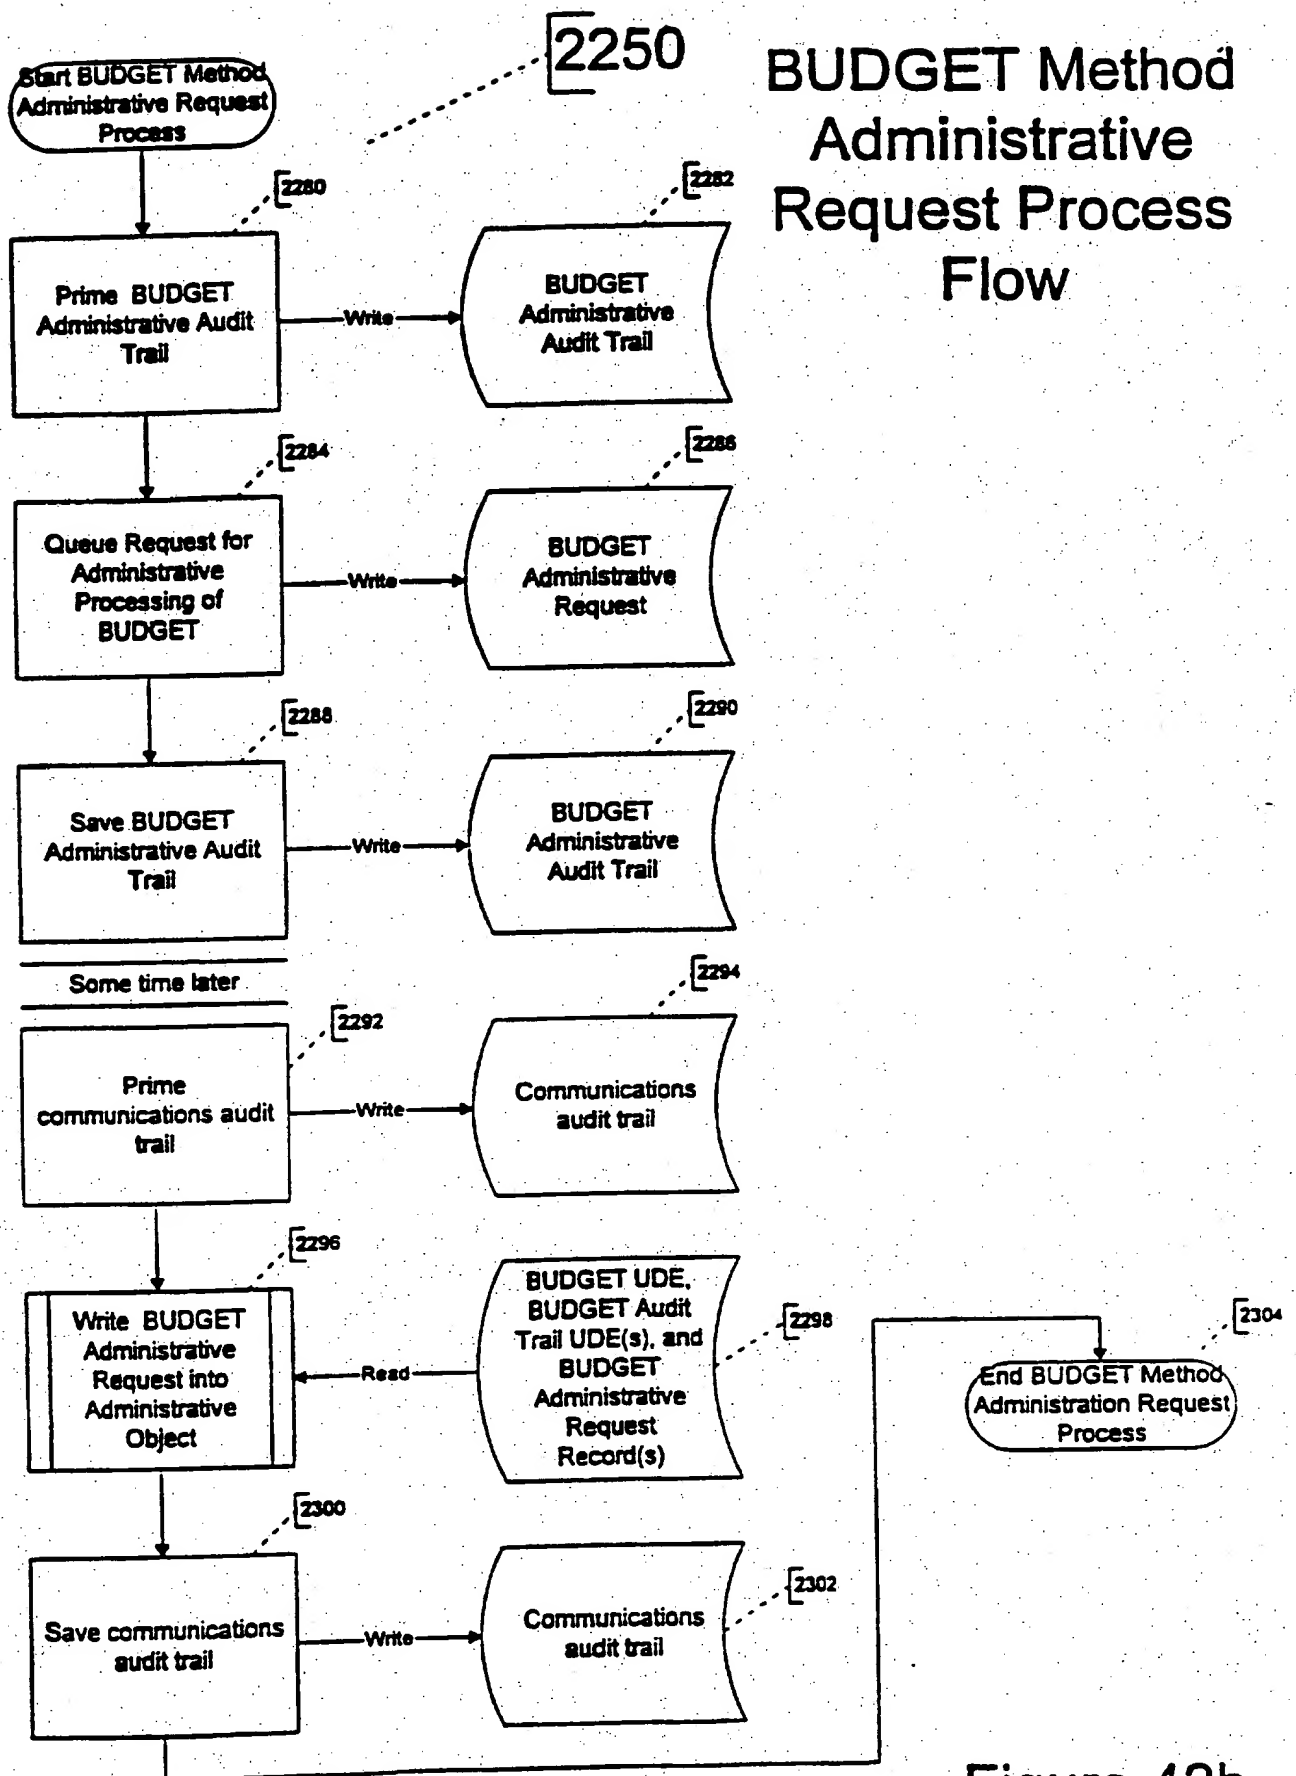 2250
BUDGET Method
Administrative
Request Process
Flow
Start BUDGET Method
Administrative Request
Process
2280
Prime BUDGET
Administrative Audit
Trail
Write
2282
BUDGET
Administrative
Audit Trail
2284
Queue Request for
Administrative
Processing of
BUDGET
Write
2286
BUDGET
Administrative
Request
2288
Save BUDGET
Administrative Audit
Trail
Write
2290
BUDGET
Administrative
Audit Trail
Some time later
2292
Prime
communications audit
trail
Write
2294
Communications
audit trail
2296
Write BUDGET
Administrative
Request into
Administrative
Object
Read
2298
BUDGET UDE,
BUDGET Audit
Trail UDE(s), and
BUDGET
Administrative
Request
Record(s)
2300
Save communications
audit trail
Write
2302
Communications
audit trail
2304
End BUDGET Method
Administration Request
Process